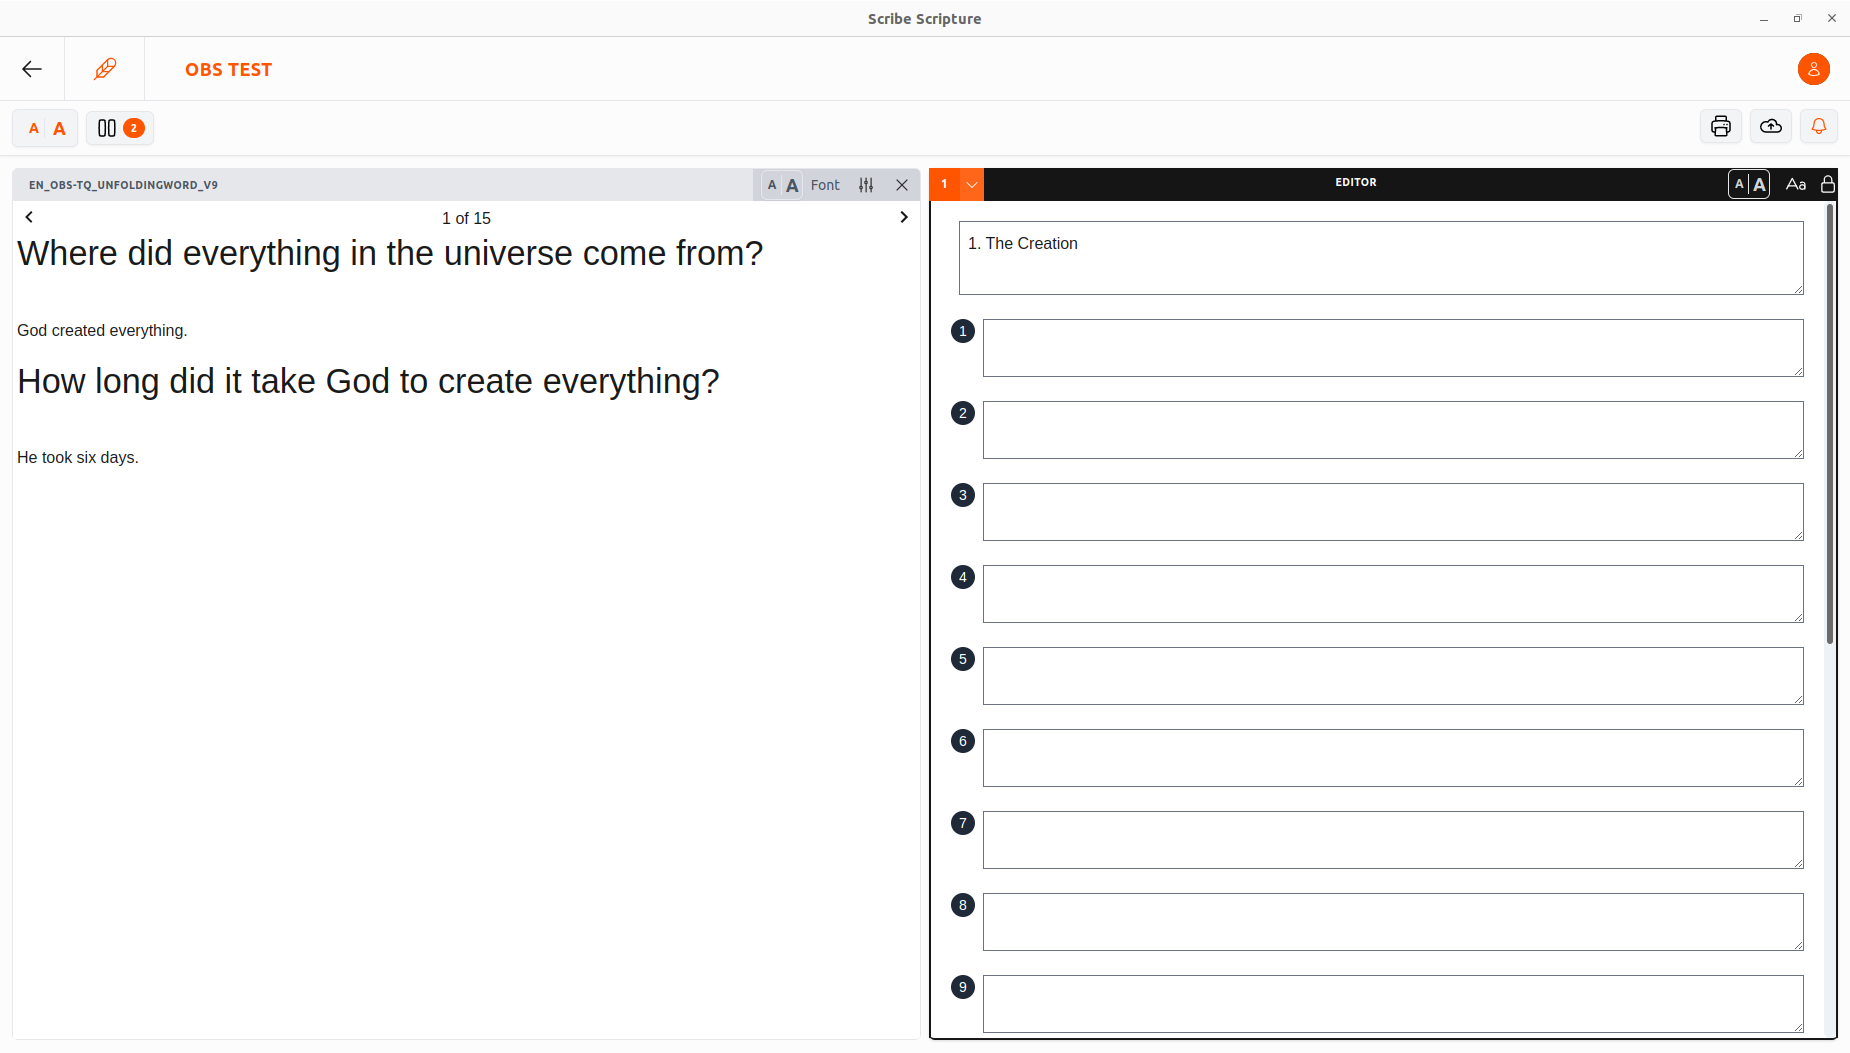 Scribe Scripture
OBS TEST
A A
2
EN_OBS-TQ_UNFOLDINGWORD_V9
A A Font
1 of 15
Where did everything in the universe come from?
God created everything.
How long did it take God to create everything?
He took six days.
1
EDITOR
A A Aa
1. The Creation
1
2
3
4
5
6
7
8
9